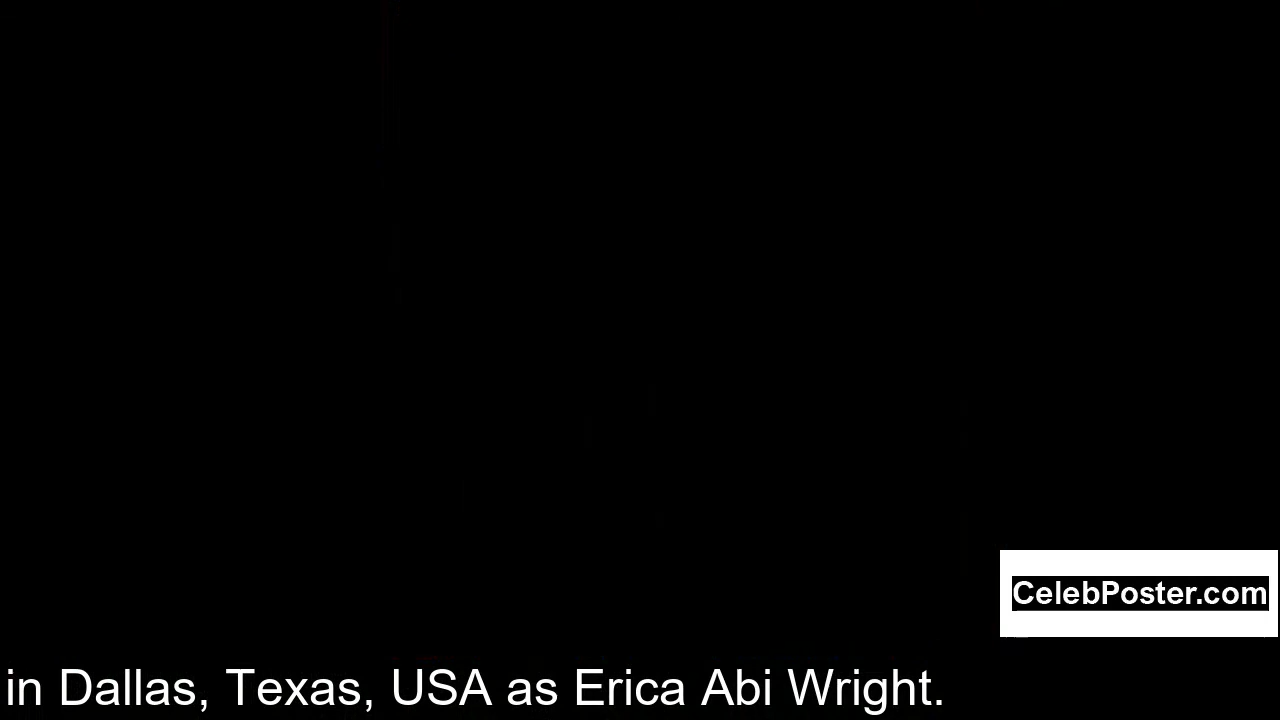 CelebPoster.com
in Dallas, Texas, USA as Erica Abi Wright.